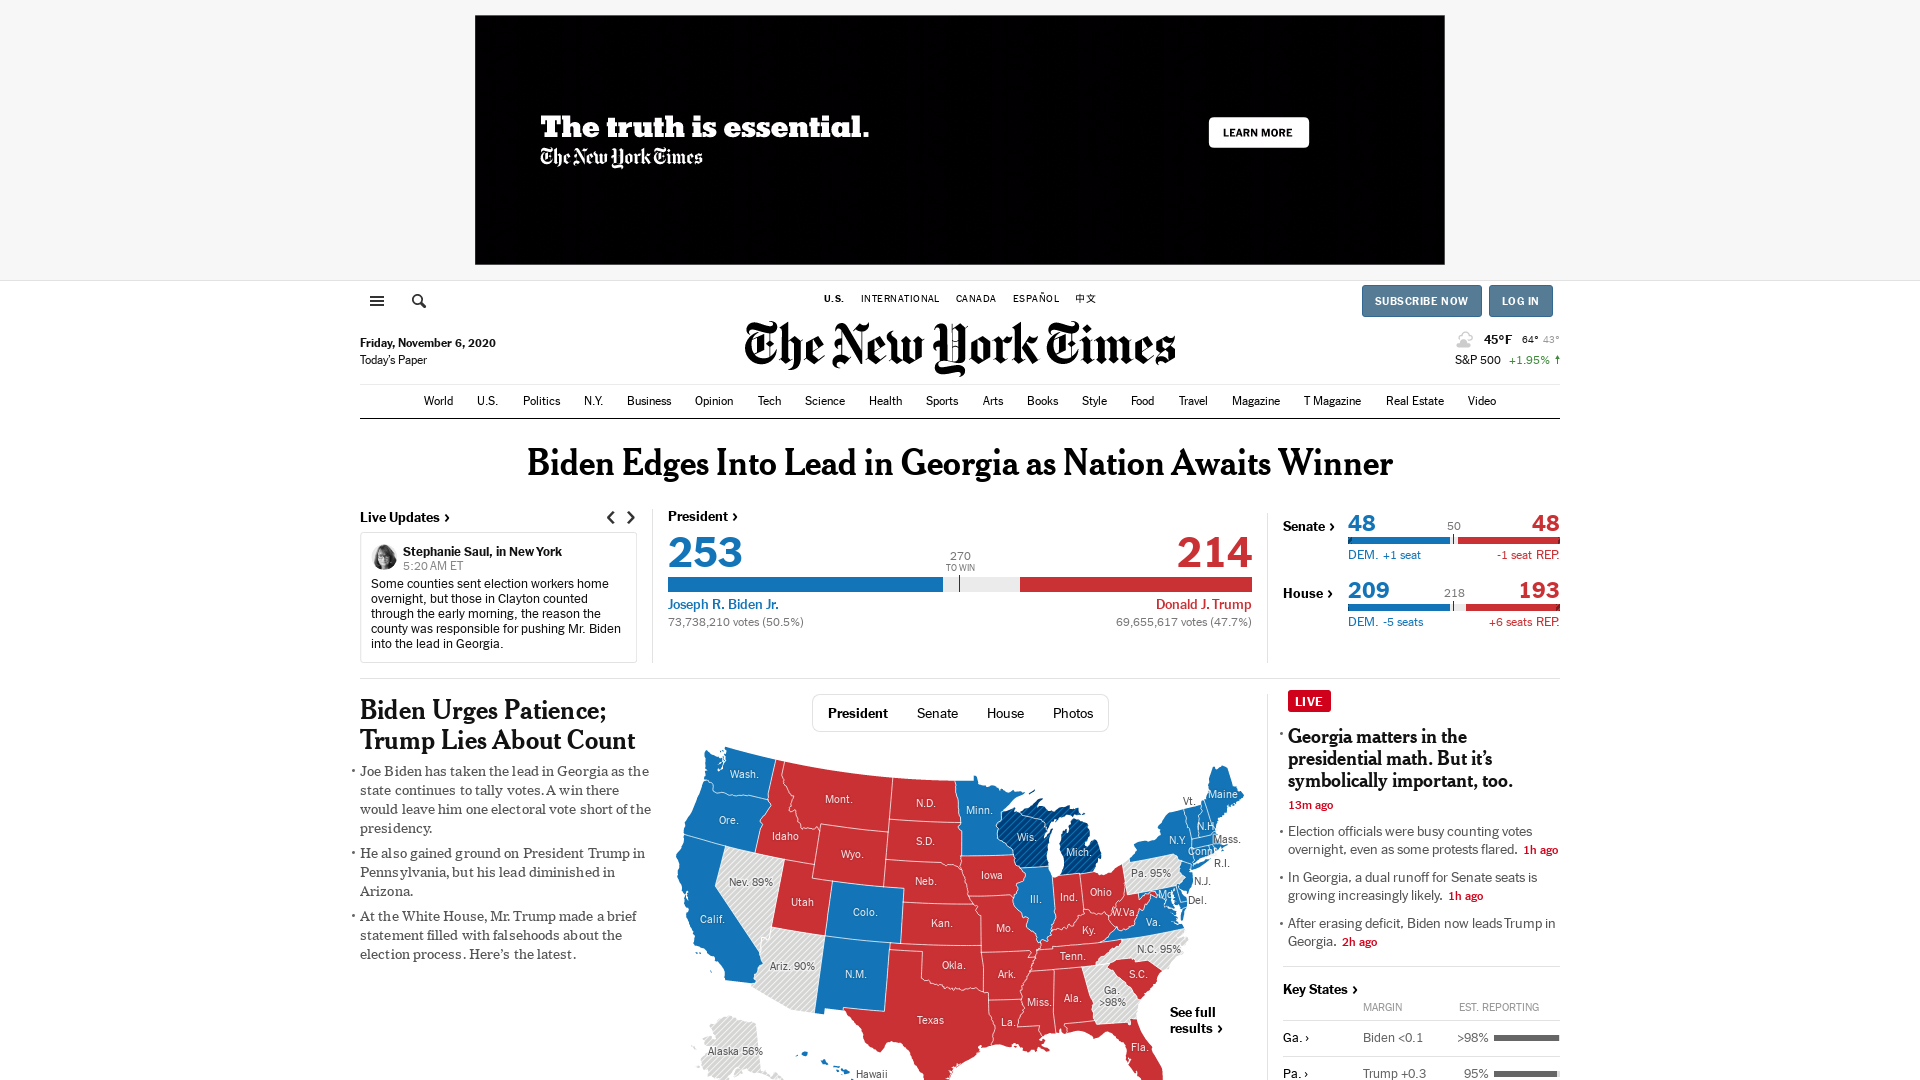 The truth is essential.
The New York Times
LEARN MORE
U.S. INTERNATIONAL CANADA ESPAÑOL 中文
SUBSCRIBE NOW
LOG IN
Friday, November 6, 2020
Today's Paper
The New York Times
45°F 64° 43°
S&P 500 +1.95% ↑
World U.S. Politics N.Y. Business Opinion Tech Science Health Sports Arts Books Style Food Travel Magazine T Magazine Real Estate Video
Biden Edges Into Lead in Georgia as Nation Awaits Winner
Live Updates ›
Stephanie Saul, in New York
5:20 AM ET
Some counties sent election workers home
overnight, but those in Clayton counted
through the early morning, the reason the
county was responsible for pushing Mr. Biden
into the lead in Georgia.
President ›
253
270
TO WIN
214
Joseph R. Biden Jr.
Donald J. Trump
73,738,210 votes (50.5%)
69,655,617 votes (47.7%)
Senate ›
48 50 48
DEM. +1 seat
-1 seat REP.
House ›
209 218 193
DEM. -5 seats
+6 seats REP.
Biden Urges Patience;
Trump Lies About Count
• Joe Biden has taken the lead in Georgia as the
state continues to tally votes. A win there
would leave him one electoral vote short of the
presidency.
• He also gained ground on President Trump in
Pennsylvania, but his lead diminished in
Arizona.
• At the White House, Mr. Trump made a brief
statement filled with falsehoods about the
election process. Here's the latest.
President Senate House Photos
Wash.
Mont.
N.D.
Minn.
Vt.
Maine
Ore.
Idaho
S.D.
Wis.
N.H.
Wyo.
Mich.
N.Y.
Mass.
Conn.
R.I.
Nev. 89%
Neb.
Iowa
Pa. 95%
N.J.
Utah
Colo.
Ill.
Ind.
Ohio
Md.
Del.
Calif.
Kan.
Mo.
W.Va.
Va.
Ky.
Ariz. 90%
N.M.
Okla.
Ark.
Tenn.
N.C. 95%
S.C.
Miss.
Ala.
Ga.
>98%
Texas
La.
Fla.
Alaska 56%
Hawaii
See full
results ›
LIVE
• Georgia matters in the
presidential math. But it's
symbolically important, too.
13m ago
• Election officials were busy counting votes
overnight, even as some protests flared. 1h ago
• In Georgia, a dual runoff for Senate seats is
growing increasingly likely. 1h ago
• After erasing deficit, Biden now leads Trump in
Georgia. 2h ago
Key States ›
MARGIN EST. REPORTING
Ga. › Biden <0.1 >98%
Pa. › Trump +0.3 95%